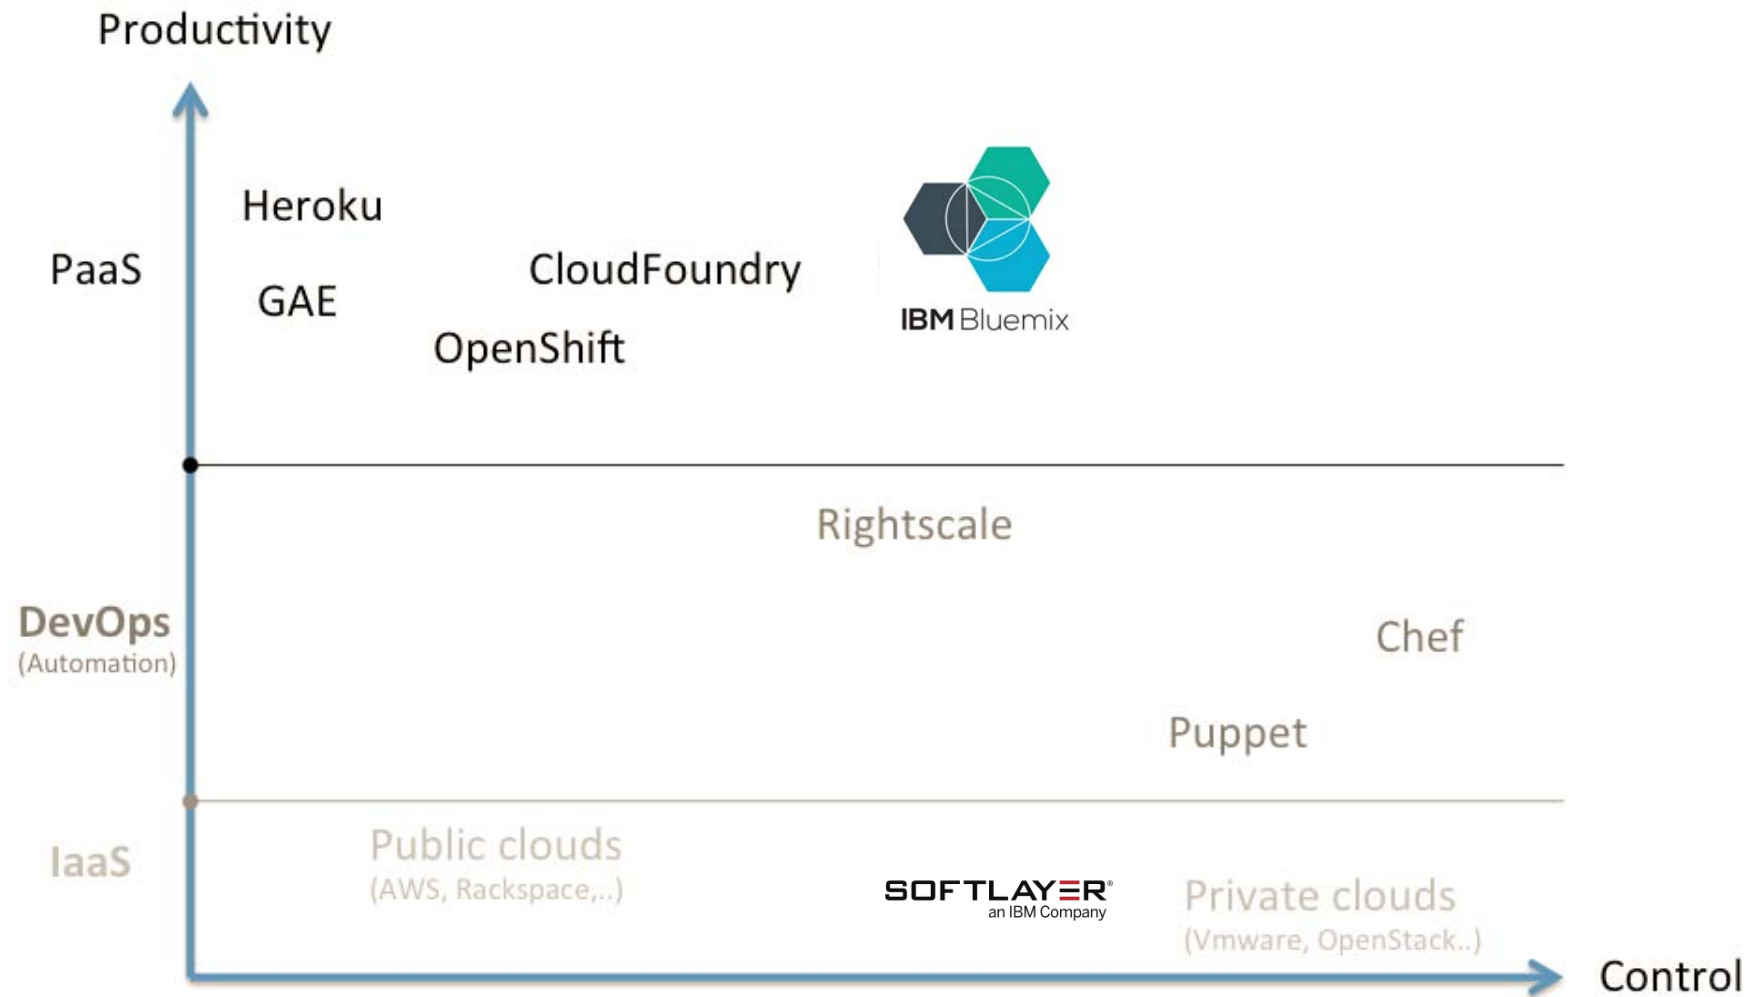 Productivity
Heroku
PaaS
CloudFoundry
GAE
IBM Bluemix
OpenShift
Rightscale
DevOps
(Automation)
Chef
Puppet
IaaS
Public clouds
(AWS, Rackspace,..)
SOFTLAYER®
an IBM Company
Private clouds
(Vmware, OpenStack..)
Control